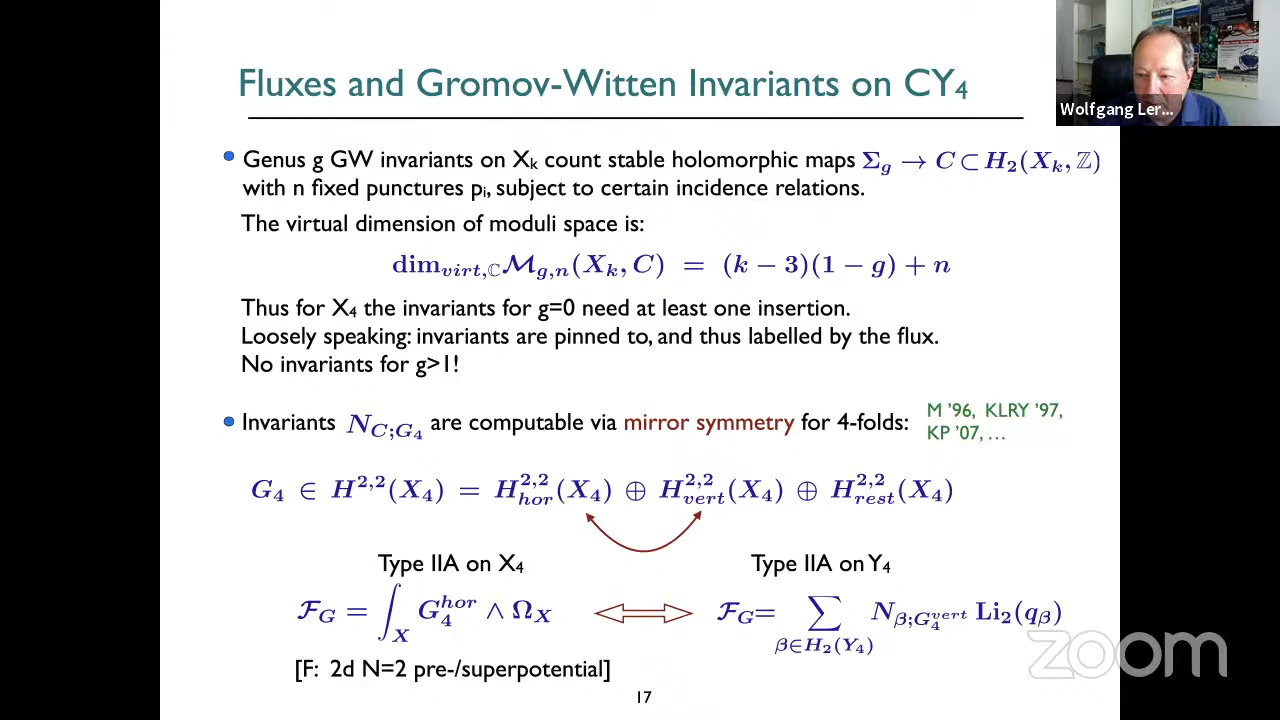 Fluxes and Gromov-Witten Invariants on CY₄
Wolfgang Ler...
Genus g GW invariants on Xₖ count stable holomorphic maps Σ_g → C ⊂ H₂(Xₖ, ℤ)
with n fixed punctures pᵢ, subject to certain incidence relations.
The virtual dimension of moduli space is:
dim_{virt,ℂ} 𝓜_{g,n}(Xₖ, C) = (k − 3)(1 − g) + n
Thus for X₄ the invariants for g=0 need at least one insertion.
Loosely speaking: invariants are pinned to, and thus labelled by the flux.
No invariants for g>1!
Invariants N_{C;G₄} are computable via mirror symmetry for 4-folds:
M '96, KLRY '97,
KP '07, ...
G₄ ∈ H^{2,2}(X₄) = H^{2,2}_{hor}(X₄) ⊕ H^{2,2}_{vert}(X₄) ⊕ H^{2,2}_{rest}(X₄)
Type IIA on X₄
Type IIA on Y₄
𝓕_G = ∫_X G₄^{hor} ∧ Ω_X
𝓕_G = ∑_{β∈H₂(Y₄)} N_{β;G₄^{vert}} Li₂(q_β)
[F: 2d N=2 pre-/superpotential]
17
zoom